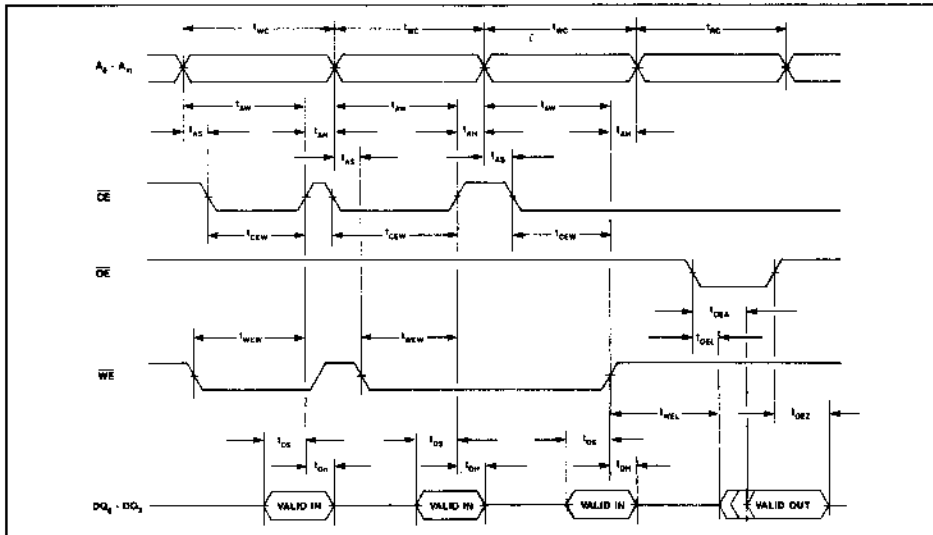 tWC tWC tWC tRC
A0 - An
tAW tAW tAW
tAS tAH tAH tAH
tAS tAS
CE
tCEW tCEW tCEW
OE
tOEA
tWEW tWEW tOEL
WE
tWEL tOEZ
tDS tDS tDS
tDH tDH tDH
DQ0 - DQ3 VALID IN VALID IN VALID IN VALID OUT